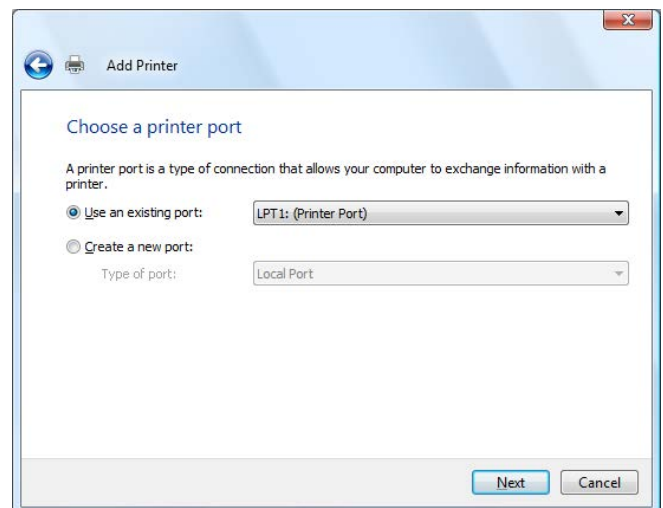 Add Printer
Choose a printer port
A printer port is a type of connection that allows your computer to exchange information with a
printer.
Use an existing port: LPT1: (Printer Port)
Create a new port:
Type of port: Local Port
Next Cancel